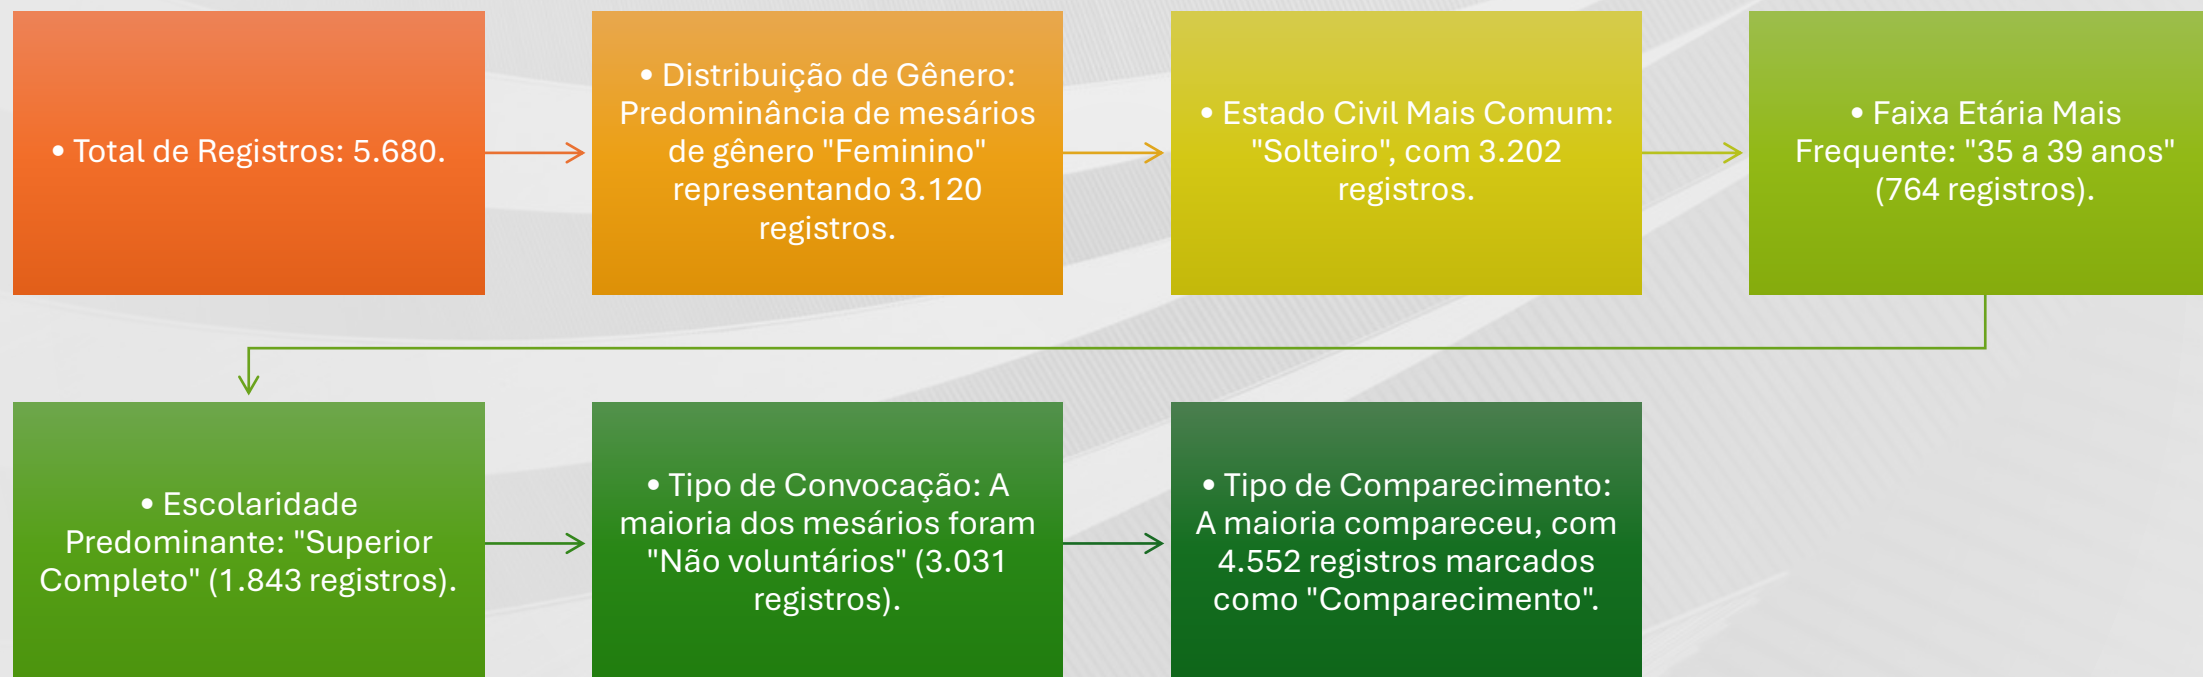 • Total de Registros: 5.680.
• Distribuição de Gênero:
Predominância de mesários
de gênero "Feminino"
representando 3.120
registros.
• Estado Civil Mais Comum:
"Solteiro", com 3.202
registros.
• Faixa Etária Mais
Frequente: "35 a 39 anos"
(764 registros).
• Escolaridade
Predominante: "Superior
Completo" (1.843 registros).
• Tipo de Convocação: A
maioria dos mesários foram
"Não voluntários" (3.031
registros).
• Tipo de Comparecimento:
A maioria compareceu, com
4.552 registros marcados
como "Comparecimento".